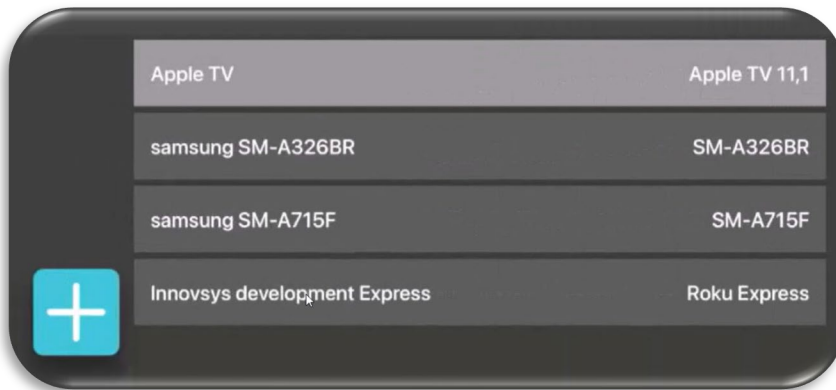 Apple TV Apple TV 11,1
samsung SM-A326BR SM-A326BR
samsung SM-A715F SM-A715F
Innovsys development Express Roku Express